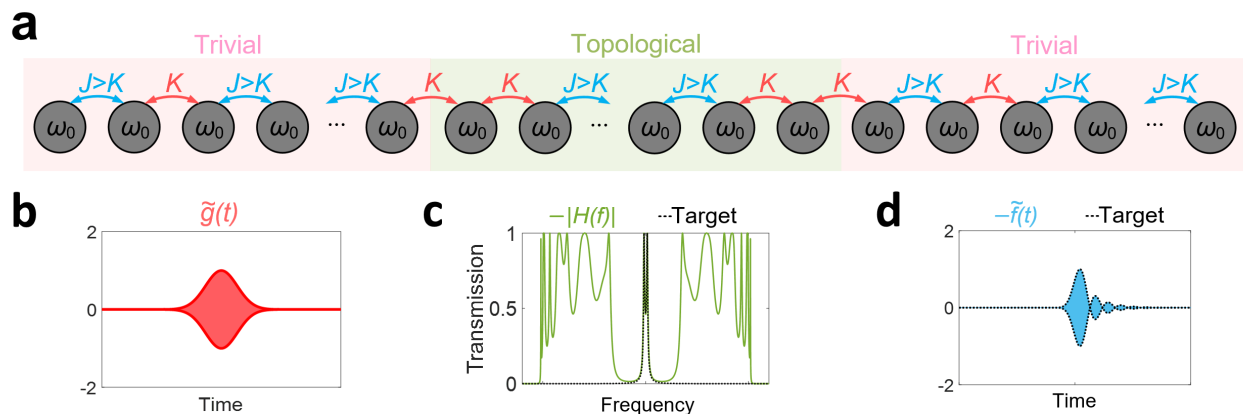 a
Trivial Topological Trivial
J>K K J>K J>K K K J>K J>K K K J>K K J>K J>K
ω0 ω0 ω0 ω0 ... ω0 ω0 ω0 ... ω0 ω0 ω0 ω0 ω0 ω0 ω0 ... ω0
b g̃(t)
2
0
-2
Time
c –|H(f)| ···Target
1
0.5
0
Transmission
Frequency
d –f̃(t) ···Target
2
0
-2
Time